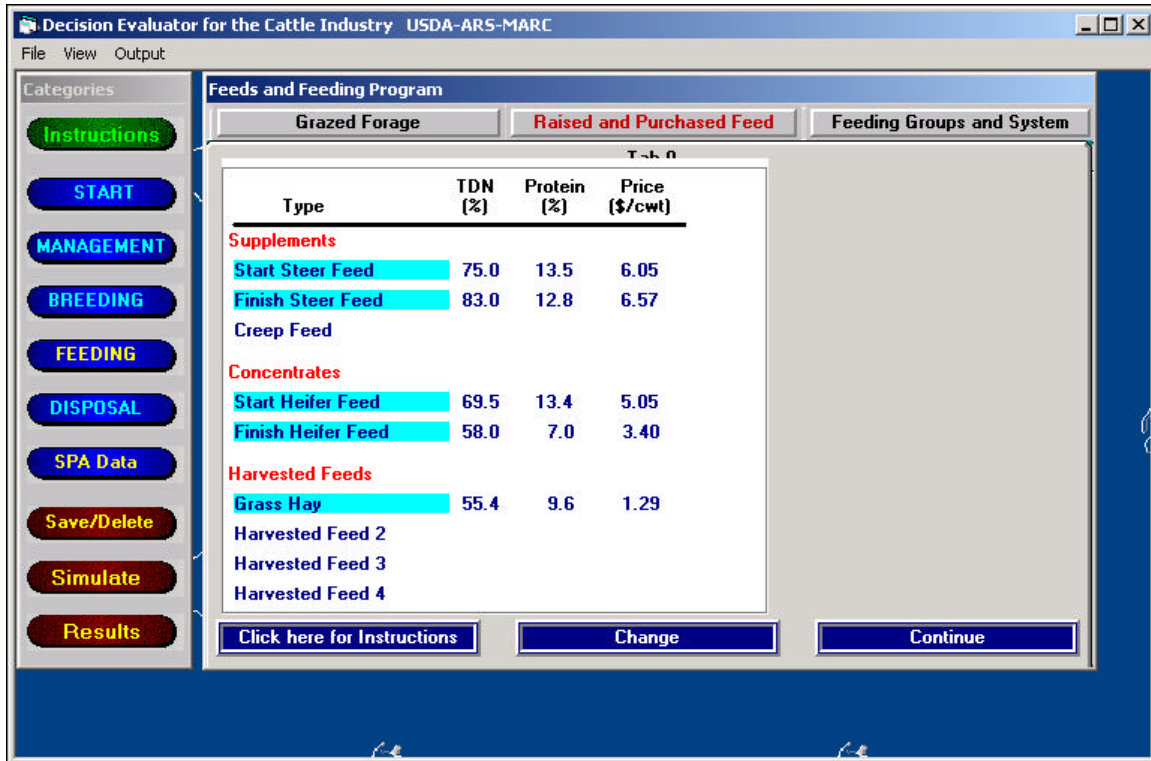 Decision Evaluator for the Cattle Industry USDA-ARS-MARC
File View Output
Categories
Instructions
START
MANAGEMENT
BREEDING
FEEDING
DISPOSAL
SPA Data
Save/Delete
Simulate
Results
Feeds and Feeding Program
Grazed Forage Raised and Purchased Feed Feeding Groups and System
Tab 0
TDN Protein Price
Type (%) (%) ($/cwt)
Supplements
Start Steer Feed 75.0 13.5 6.05
Finish Steer Feed 83.0 12.8 6.57
Creep Feed
Concentrates
Start Heifer Feed 69.5 13.4 5.05
Finish Heifer Feed 58.0 7.0 3.40
Harvested Feeds
Grass Hay 55.4 9.6 1.29
Harvested Feed 2
Harvested Feed 3
Harvested Feed 4
Click here for Instructions Change Continue